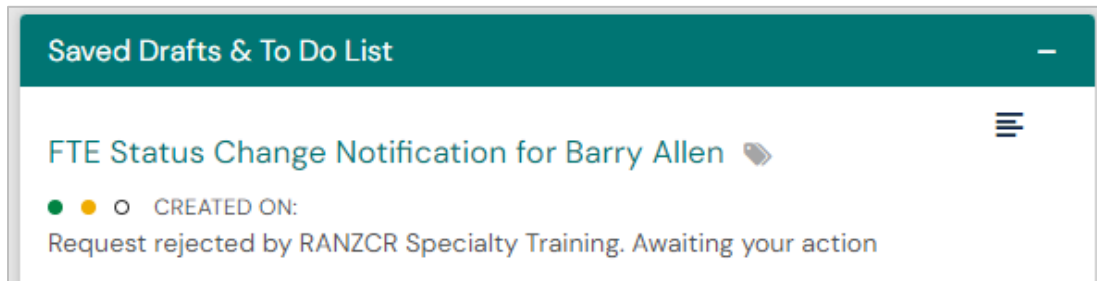 Saved Drafts & To Do List
FTE Status Change Notification for Barry Allen
CREATED ON:
Request rejected by RANZCR Specialty Training. Awaiting your action